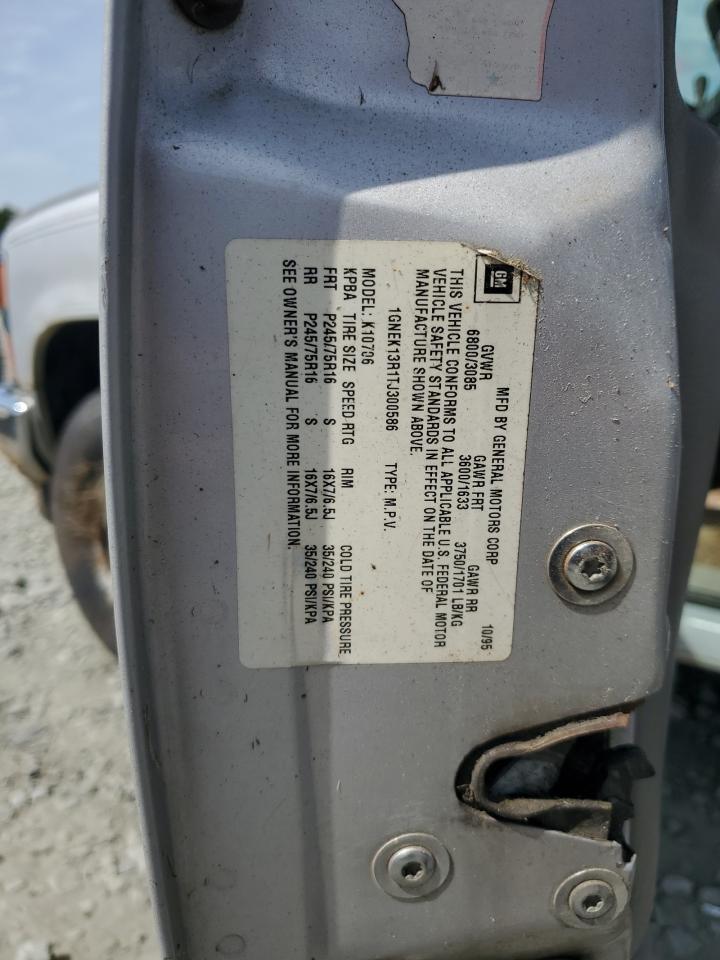 GM
MFD BY GENERAL MOTORS CORP 10/95
GVWR GAWR FRT GAWR RR
6800/3085 3600/1633 3750/1701 LB/KG
THIS VEHICLE CONFORMS TO ALL APPLICABLE U.S. FEDERAL MOTOR
VEHICLE SAFETY STANDARDS IN EFFECT ON THE DATE OF
MANUFACTURE SHOWN ABOVE.
1GNEK13R1TJ300586 TYPE: M.P.V.
MODEL: K10706
KPBA TIRE SIZE SPEED RTG RIM COLD TIRE PRESSURE
FRT P245/75R16 S 16X7/6.5J 35/240 PSI/KPA
RR P245/75R16 S 16X7/6.5J 35/240 PSI/KPA
SEE OWNER'S MANUAL FOR MORE INFORMATION.